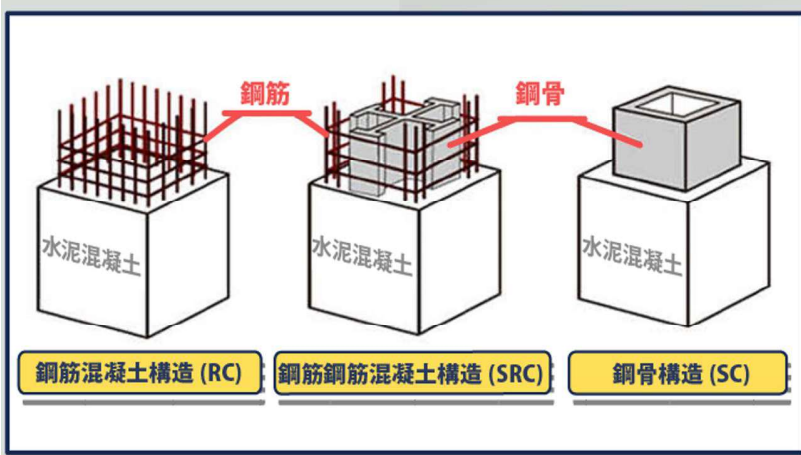 鋼筋
鋼骨
水泥混凝土
水泥混凝土
水泥混凝土
鋼筋混凝土構造 (RC)
鋼筋鋼筋混凝土構造 (SRC)
鋼骨構造 (SC)